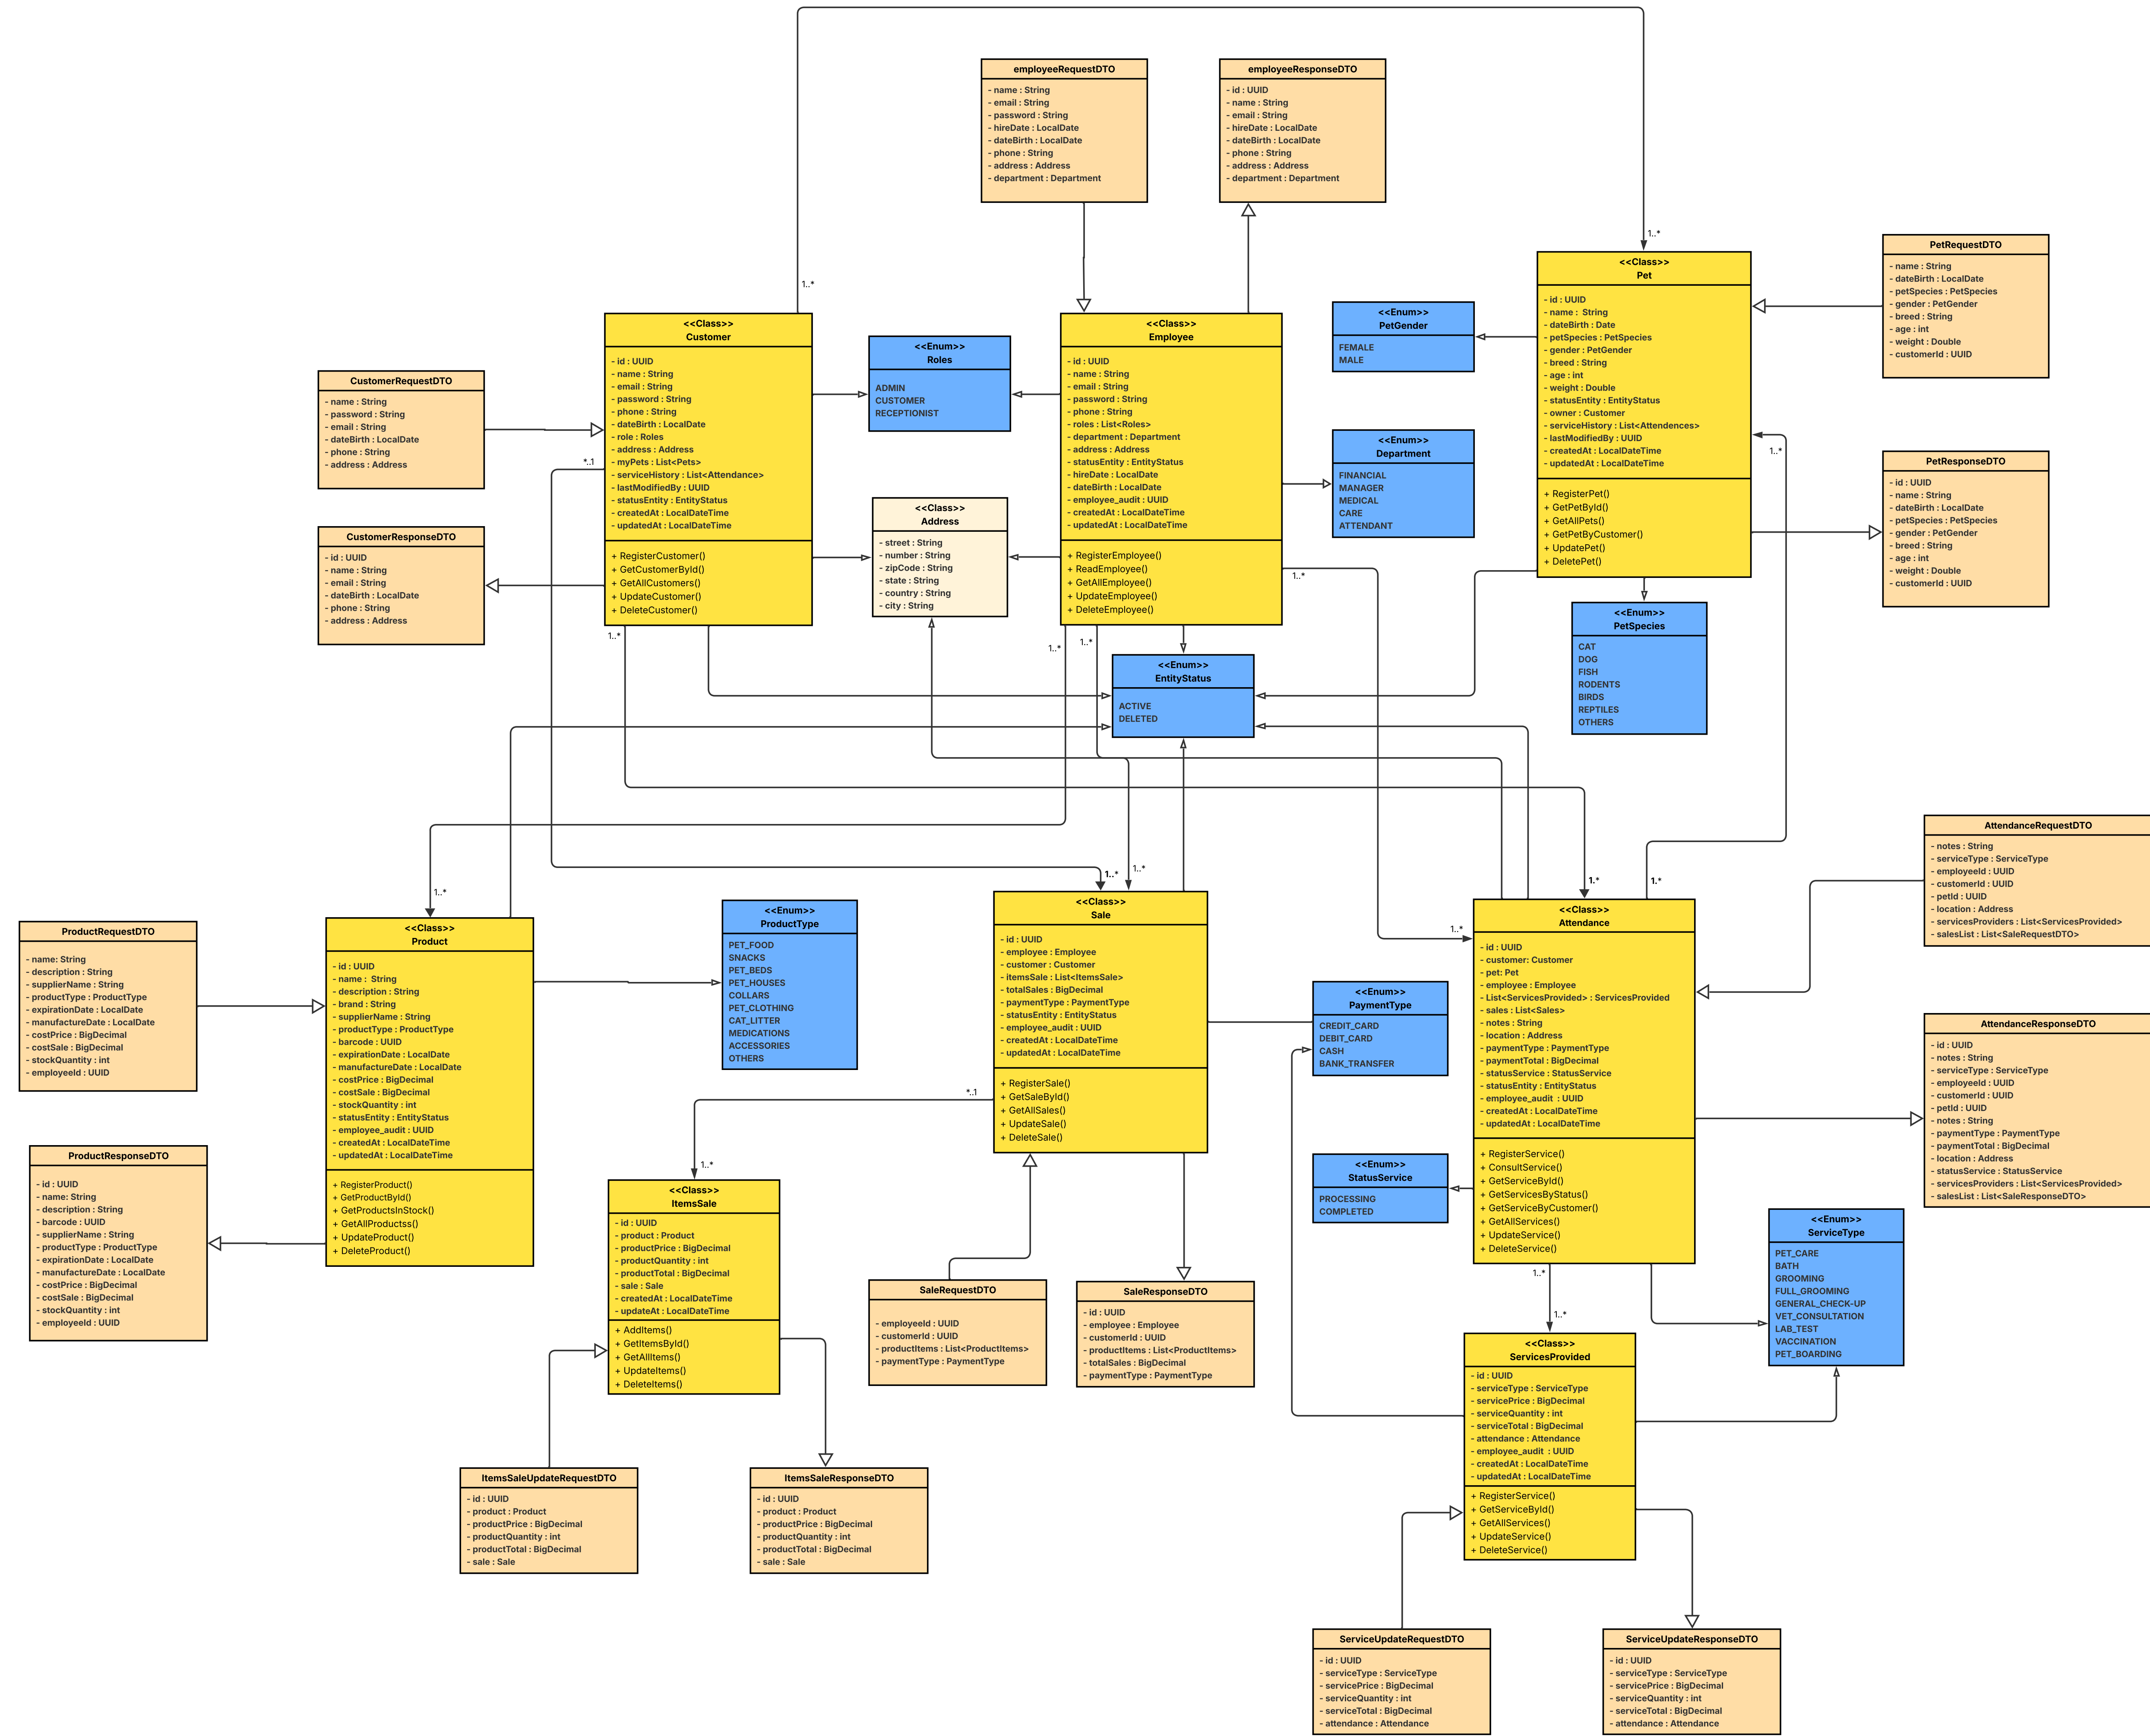 1..*
employeeRequestDTO
- name : String
- email : String
- password : String
- hireDate : LocalDate
- dateBirth : LocalDate
- phone : String
- address : Address
- department : Department
employeeResponseDTO
- id : UUID
- name : String
- email : String
- hireDate : LocalDate
- dateBirth : LocalDate
- phone : String
- address : Address
- department : Department
1..*
<<Class>>
Pet
- id : UUID
- name :  String
- dateBirth : Date
- petSpecies : PetSpecies
- gender : PetGender
- breed : String
- age : int
- weight : Double
- statusEntity : EntityStatus
- owner : Customer
- serviceHistory : List<Attendences>
- lastModifiedBy : UUID
- createdAt : LocalDateTime
- updatedAt : LocalDateTime
+ RegisterPet()
+ GetPetById()
+ GetAllPets()
+ GetPetByCustomer()
+ UpdatePet()
+ DeletePet()
1..*
PetRequestDTO
- name : String
- dateBirth : LocalDate
- petSpecies : PetSpecies
- gender : PetGender
- breed : String
- age : int
- weight : Double
- customerId : UUID
PetResponseDTO
- id : UUID
- name : String
- dateBirth : LocalDate
- petSpecies : PetSpecies
- gender : PetGender
- breed : String
- age : int
- weight : Double
- customerId : UUID
<<Class>>
Customer
- id : UUID
- name : String
- email : String
- password : String
- phone : String
- dateBirth : LocalDate
- role : Roles
- address : Address
- myPets : List<Pets>
- serviceHistory : List<Attendance>
- lastModifiedBy : UUID
- statusEntity : EntityStatus
- createdAt : LocalDateTime
- updatedAt : LocalDateTime
+ RegisterCustomer()
+ GetCustomerById()
+ GetAllCustomers()
+ UpdateCustomer()
+ DeleteCustomer()
*..1
1..*
CustomerRequestDTO
- name : String
- password : String
- email : String
- dateBirth : LocalDate
- phone : String
- address : Address
CustomerResponseDTO
- id : UUID
- name : String
- email : String
- dateBirth : LocalDate
- phone : String
- address : Address
<<Enum>>
Roles
ADMIN
CUSTOMER
RECEPTIONIST
<<Class>>
Address
- street : String
- number : String
- zipCode : String
- state : String
- country : String
- city : String
<<Class>>
Employee
- id : UUID
- name : String
- email : String
- password : String
- phone : String
- roles : List<Roles>
- department : Department
- address : Address
- statusEntity : EntityStatus
- hireDate : LocalDate
- dateBirth : LocalDate
- employee_audit : UUID
- createdAt : LocalDateTime
- updatedAt : LocalDateTime
+ RegisterEmployee()
+ ReadEmployee()
+ GetAllEmployee()
+ UpdateEmployee()
+ DeleteEmployee()
1..*
1..*
1..*
<<Enum>>
PetGender
FEMALE
MALE
<<Enum>>
Department
FINANCIAL
MANAGER
MEDICAL
CARE
ATTENDANT
<<Enum>>
PetSpecies
CAT
DOG
FISH
RODENTS
BIRDS
REPTILES
OTHERS
<<Enum>>
EntityStatus
ACTIVE
DELETED
AttendanceRequestDTO
- notes : String
- serviceType : ServiceType
- employeeId : UUID
- customerId : UUID
- petId : UUID
- location : Address
- servicesProviders : List<ServicesProvided>
- salesList : List<SaleRequestDTO>
ProductRequestDTO
- name: String
- description : String
- supplierName : String
- productType : ProductType
- expirationDate : LocalDate
- manufactureDate : LocalDate
- costPrice : BigDecimal
- costSale : BigDecimal
- stockQuantity : int
- employeeId : UUID
1..*
<<Class>>
Product
- id : UUID
- name :  String
- description : String
- brand : String
- supplierName : String
- productType : ProductType
- barcode : UUID
- expirationDate : LocalDate
- manufactureDate : LocalDate
- costPrice : BigDecimal
- costSale : BigDecimal
- stockQuantity : int
- statusEntity : EntityStatus
- employee_audit : UUID
- createdAt : LocalDateTime
- updatedAt : LocalDateTime
+ RegisterProduct()
+ GetProductById()
+ GetProductsInStock()
+ GetAllProductss()
+ UpdateProduct()
+ DeleteProduct()
<<Enum>>
ProductType
PET_FOOD
SNACKS
PET_BEDS
PET_HOUSES
COLLARS
PET_CLOTHING
CAT_LITTER
MEDICATIONS
ACCESSORIES
OTHERS
1..*
1..*
<<Class>>
Sale
- id : UUID
- employee : Employee
- customer : Customer
- itemsSale : List<ItemsSale>
- totalSales : BigDecimal
- paymentType : PaymentType
- statusEntity : EntityStatus
- employee_audit : UUID
- createdAt : LocalDateTime
- updatedAt : LocalDateTime
+ RegisterSale()
+ GetSaleById()
+ GetAllSales()
+ UpdateSale()
+ DeleteSale()
*..1
1..*
1.*
1.*
<<Class>>
Attendance
- id : UUID
- customer: Customer
- pet: Pet
- employee : Employee
- List<ServicesProvided> : ServicesProvided
- sales : List<Sales>
- notes : String
- location : Address
- paymentType : PaymentType
- paymentTotal : BigDecimal
- statusService : StatusService
- statusEntity : EntityStatus
- employee_audit  : UUID
- createdAt : LocalDateTime
- updatedAt : LocalDateTime
+ RegisterService()
+ ConsultService()
+ GetServiceById()
+ GetServicesByStatus()
+ GetServiceByCustomer()
+ GetAllServices()
+ UpdateService()
+ DeleteService()
1..*
<<Enum>>
PaymentType
CREDIT_CARD
DEBIT_CARD
CASH
BANK_TRANSFER
<<Enum>>
StatusService
PROCESSING
COMPLETED
AttendanceResponseDTO
- id : UUID
- notes : String
- serviceType : ServiceType
- employeeId : UUID
- customerId : UUID
- petId : UUID
- notes : String
- paymentType : PaymentType
- paymentTotal : BigDecimal
- location : Address
- statusService : StatusService
- servicesProviders : List<ServicesProvided>
- salesList : List<SaleResponseDTO>
ProductResponseDTO
- id : UUID
- name: String
- description : String
- barcode : UUID
- supplierName : String
- productType : ProductType
- expirationDate : LocalDate
- manufactureDate : LocalDate
- costPrice : BigDecimal
- costSale : BigDecimal
- stockQuantity : int
- employeeId : UUID
1..*
<<Class>>
ItemsSale
- id : UUID
- product : Product
- productPrice : BigDecimal
- productQuantity : int
- productTotal : BigDecimal
- sale : Sale
- createdAt : LocalDateTime
- updateAt : LocalDateTime
+ AddItems()
+ GetItemsById()
+ GetAllItems()
+ UpdateItems()
+ DeleteItems()
SaleRequestDTO
- employeeId : UUID
- customerId : UUID
- productItems : List<ProductItems>
- paymentType : PaymentType
SaleResponseDTO
- id : UUID
- employee : Employee
- customerId : UUID
- productItems : List<ProductItems>
- totalSales : BigDecimal
- paymentType : PaymentType
<<Enum>>
ServiceType
PET_CARE
BATH
GROOMING
FULL_GROOMING
GENERAL_CHECK-UP
VET_CONSULTATION
LAB_TEST
VACCINATION
PET_BOARDING
1..*
<<Class>>
ServicesProvided
- id : UUID
- serviceType : ServiceType
- servicePrice : BigDecimal
- serviceQuantity : int
- serviceTotal : BigDecimal
- attendance : Attendance
- employee_audit  : UUID
- createdAt : LocalDateTime
- updatedAt : LocalDateTime
+ RegisterService()
+ GetServiceById()
+ GetAllServices()
+ UpdateService()
+ DeleteService()
ItemsSaleUpdateRequestDTO
- id : UUID
- product : Product
- productPrice : BigDecimal
- productQuantity : int
- productTotal : BigDecimal
- sale : Sale
ItemsSaleResponseDTO
- id : UUID
- product : Product
- productPrice : BigDecimal
- productQuantity : int
- productTotal : BigDecimal
- sale : Sale
ServiceUpdateRequestDTO
- id : UUID
- serviceType : ServiceType
- servicePrice : BigDecimal
- serviceQuantity : int
- serviceTotal : BigDecimal
- attendance : Attendance
ServiceUpdateResponseDTO
- id : UUID
- serviceType : ServiceType
- servicePrice : BigDecimal
- serviceQuantity : int
- serviceTotal : BigDecimal
- attendance : Attendance